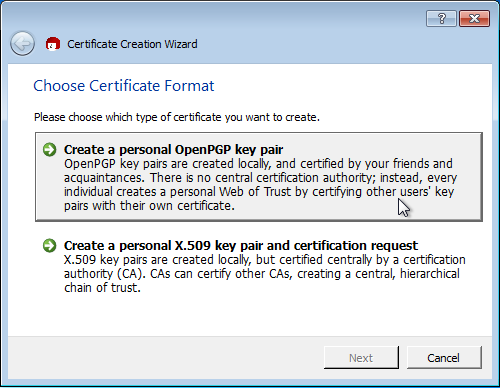 Certificate Creation Wizard
Choose Certificate Format
Please choose which type of certificate you want to create.
Create a personal OpenPGP key pair
OpenPGP key pairs are created locally, and certified by your friends and
acquaintances. There is no central certification authority; instead, every
individual creates a personal Web of Trust by certifying other users' key
pairs with their own certificate.
Create a personal X.509 key pair and certification request
X.509 key pairs are created locally, but certified centrally by a certification
authority (CA). CAs can certify other CAs, creating a central, hierarchical
chain of trust.
Next
Cancel